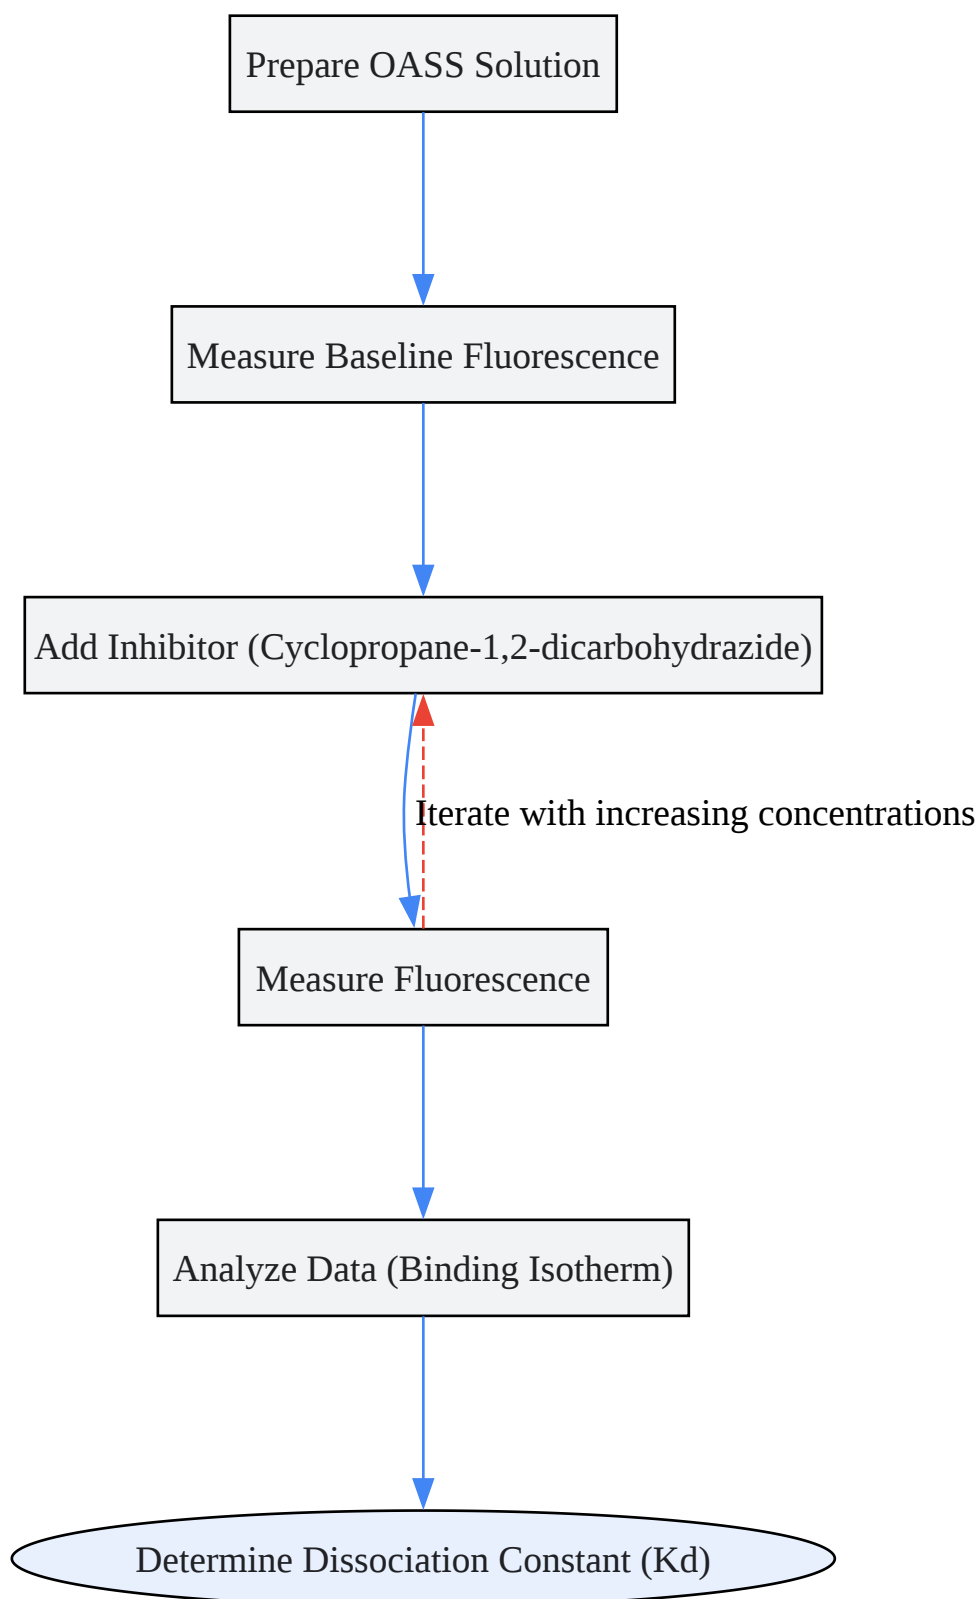 Prepare OASS Solution
Measure Baseline Fluorescence
Add Inhibitor (Cyclopropane-1,2-dicarbohydrazide)
Iterate with increasing concentrations
Measure Fluorescence
Analyze Data (Binding Isotherm)
Determine Dissociation Constant (Kd)